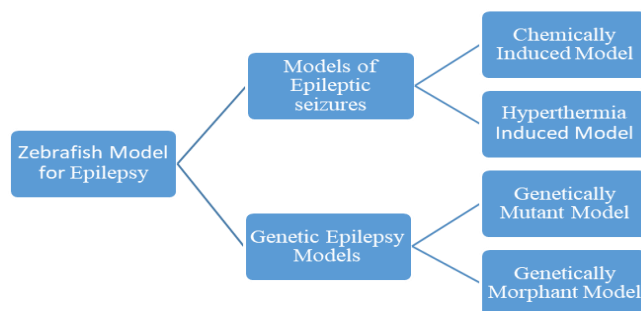 Zebrafish Model
for Epilepsy
Models of
Epileptic
seizures
Genetic Epilepsy
Models
Chemically
Induced Model
Hyperthermia
Induced Model
Genetically
Mutant Model
Genetically
Morphant Model